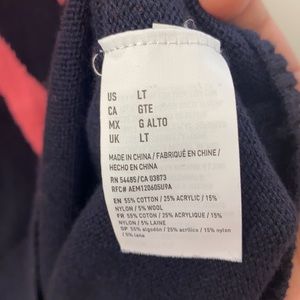 US LT
CA GTE
MX G ALTO
UK LT
MADE IN CHINA / FABRIQUÉ EN CHINE /
HECHO EN CHINA
RN 54485/CA 03873
RFC# AEM120605U9A
EN 55% COTTON / 25% ACRYLIC / 15%
NYLON / 5% WOOL
FR 55% COTON / 25% ACRYLIQUE / 15%
NYLON / 5% LAINE
55% algodón / 25% acrílico / 15%
nylon / 5% lana